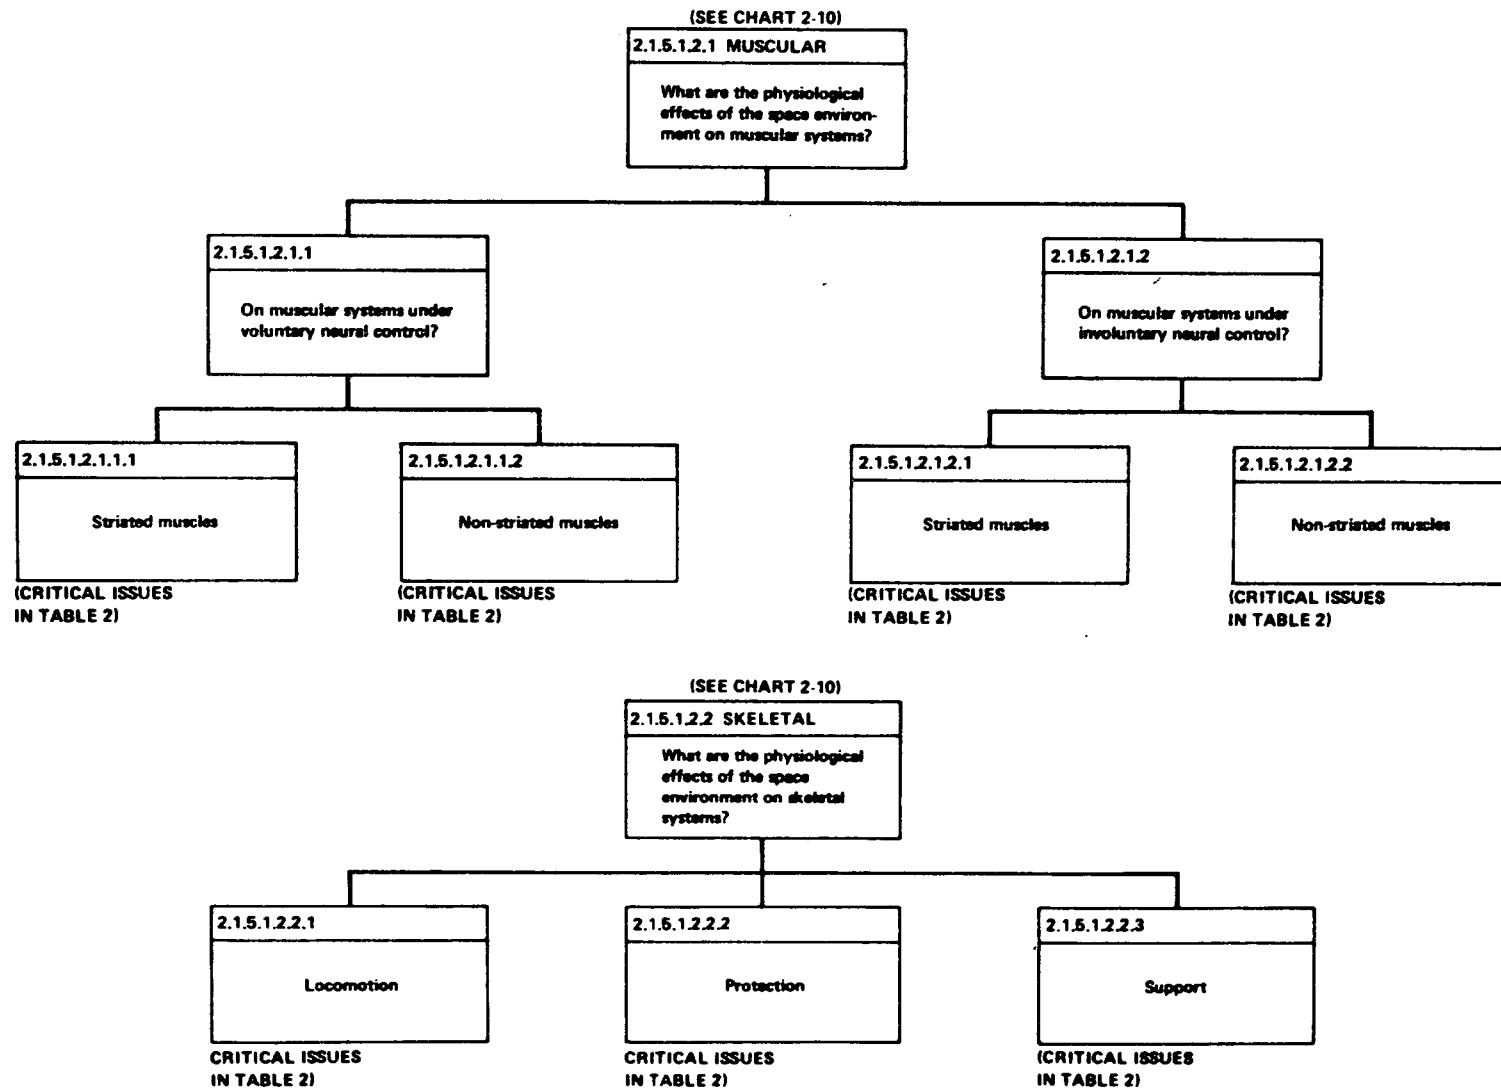 (SEE CHART 2-10)
2.1.5.1.2.1 MUSCULAR
What are the physiological
effects of the space environ-
ment on muscular systems?
2.1.5.1.2.1.1
On muscular systems under
voluntary neural control?
2.1.5.1.2.1.2
On muscular systems under
involuntary neural control?
2.1.5.1.2.1.1.1
Striated muscles
(CRITICAL ISSUES
IN TABLE 2)
2.1.5.1.2.1.1.2
Non-striated muscles
(CRITICAL ISSUES
IN TABLE 2)
2.1.5.1.2.1.2.1
Striated muscles
(CRITICAL ISSUES
IN TABLE 2)
2.1.5.1.2.1.2.2
Non-striated muscles
(CRITICAL ISSUES
IN TABLE 2)
(SEE CHART 2-10)
2.1.5.1.2.2 SKELETAL
What are the physiological
effects of the space
environment on skeletal
systems?
2.1.5.1.2.2.1
Locomotion
CRITICAL ISSUES
IN TABLE 2)
2.1.5.1.2.2.2
Protection
CRITICAL ISSUES
IN TABLE 2)
2.1.5.1.2.2.3
Support
(CRITICAL ISSUES
IN TABLE 2)